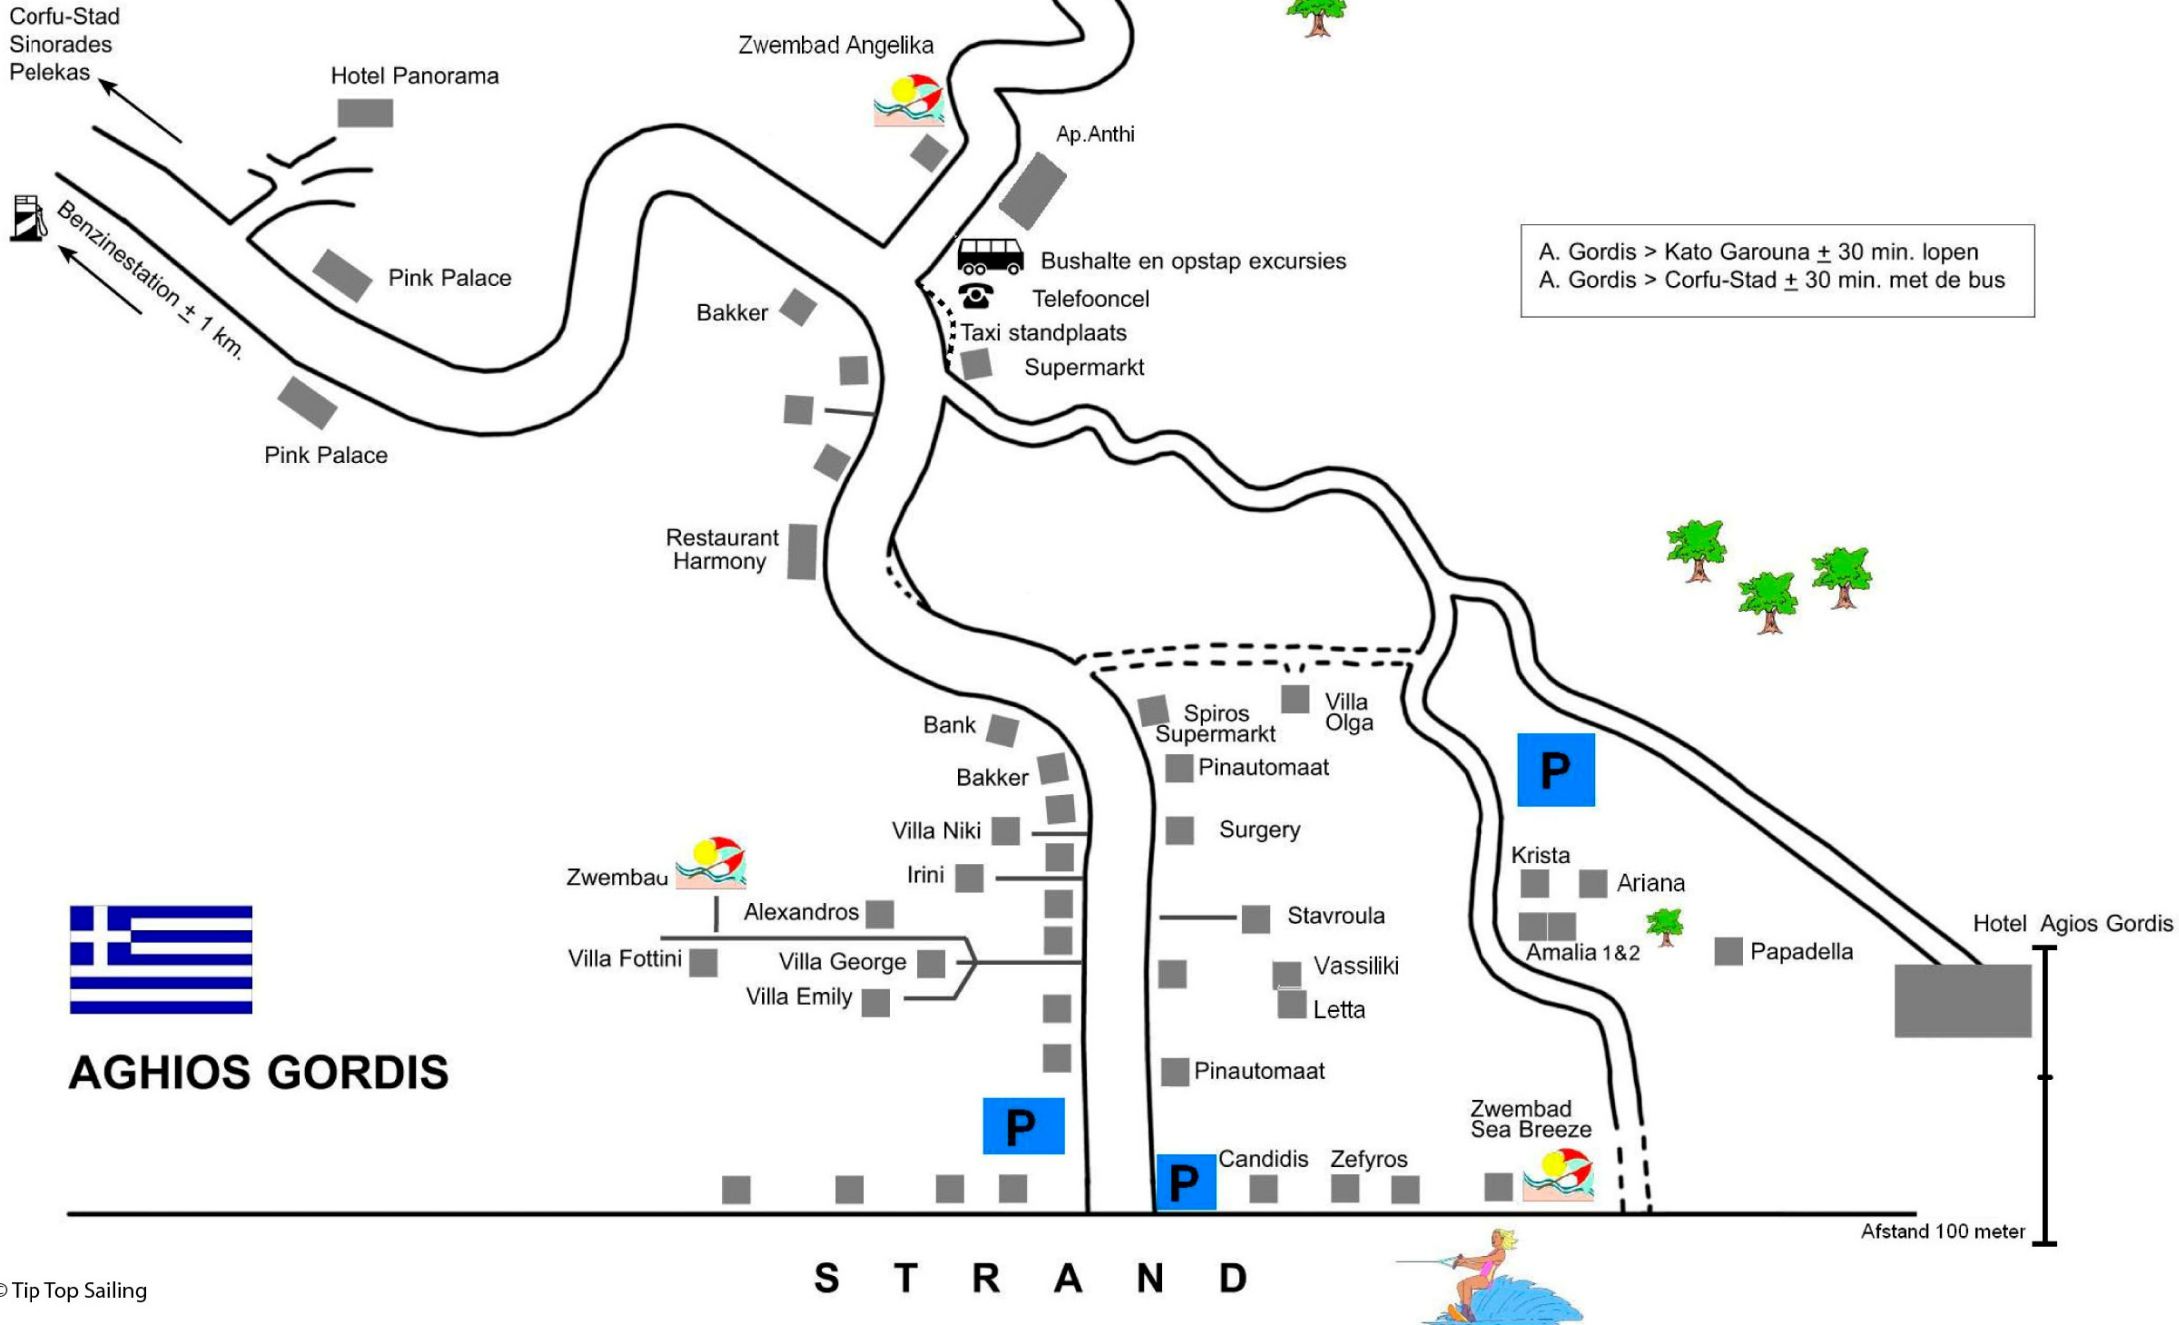 Corfu-Stad
Sinorades
Pelekas
Hotel Panorama
Zwembad Angelika
Ap.Anthi
Benzinestation ± 1 km.
Pink Palace
Pink Palace
Bakker
Bushalte en opstap excursies
Telefooncel
Taxi standplaats
Supermarkt
A. Gordis > Kato Garouna ± 30 min. lopen
A. Gordis > Corfu-Stad ± 30 min. met de bus
Restaurant
Harmony
Bank
Bakker
Spiros
Supermarkt
Villa
Olga
Pinautomaat
P
Villa Niki
Surgery
Irini
Zwembad
Alexandros
Stavroula
Krista
Ariana
Villa Fottini
Villa George
Villa Emily
Vassiliki
Letta
Amalia 1&2
Papadella
Hotel Agios Gordis
AGHIOS GORDIS
Pinautomaat
P
P
Candidis
Zefyros
Zwembad
Sea Breeze
Afstand 100 meter
STRAND
© Tip Top Sailing